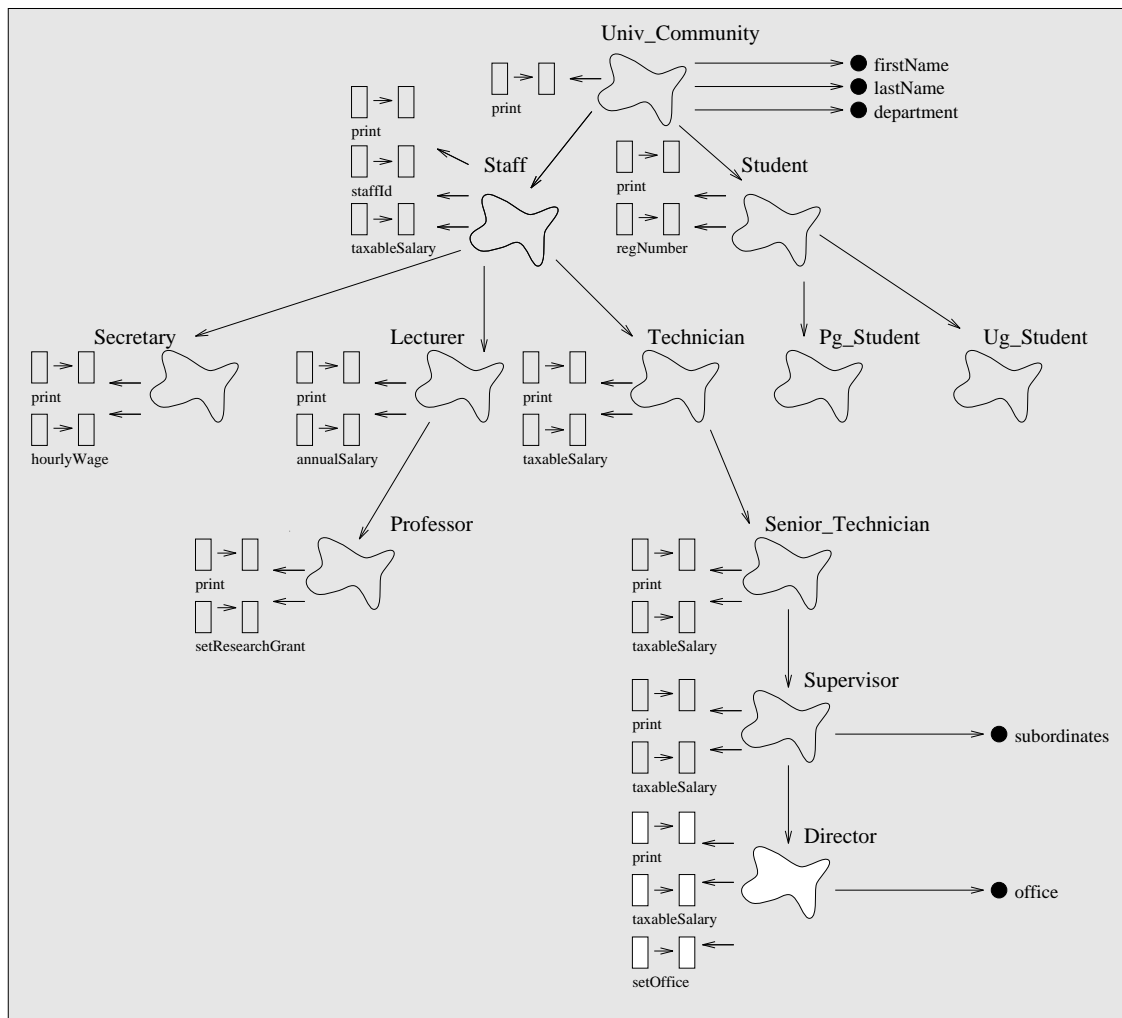 Univ_Community
firstName
lastName
department
print
print
Staff
Student
staffId
print
taxableSalary
regNumber
Secretary
Lecturer
Technician
Pg_Student
Ug_Student
print
print
print
hourlyWage
annualSalary
taxableSalary
Professor
Senior_Technician
print
print
setResearchGrant
taxableSalary
Supervisor
print
subordinates
taxableSalary
Director
print
office
taxableSalary
setOffice